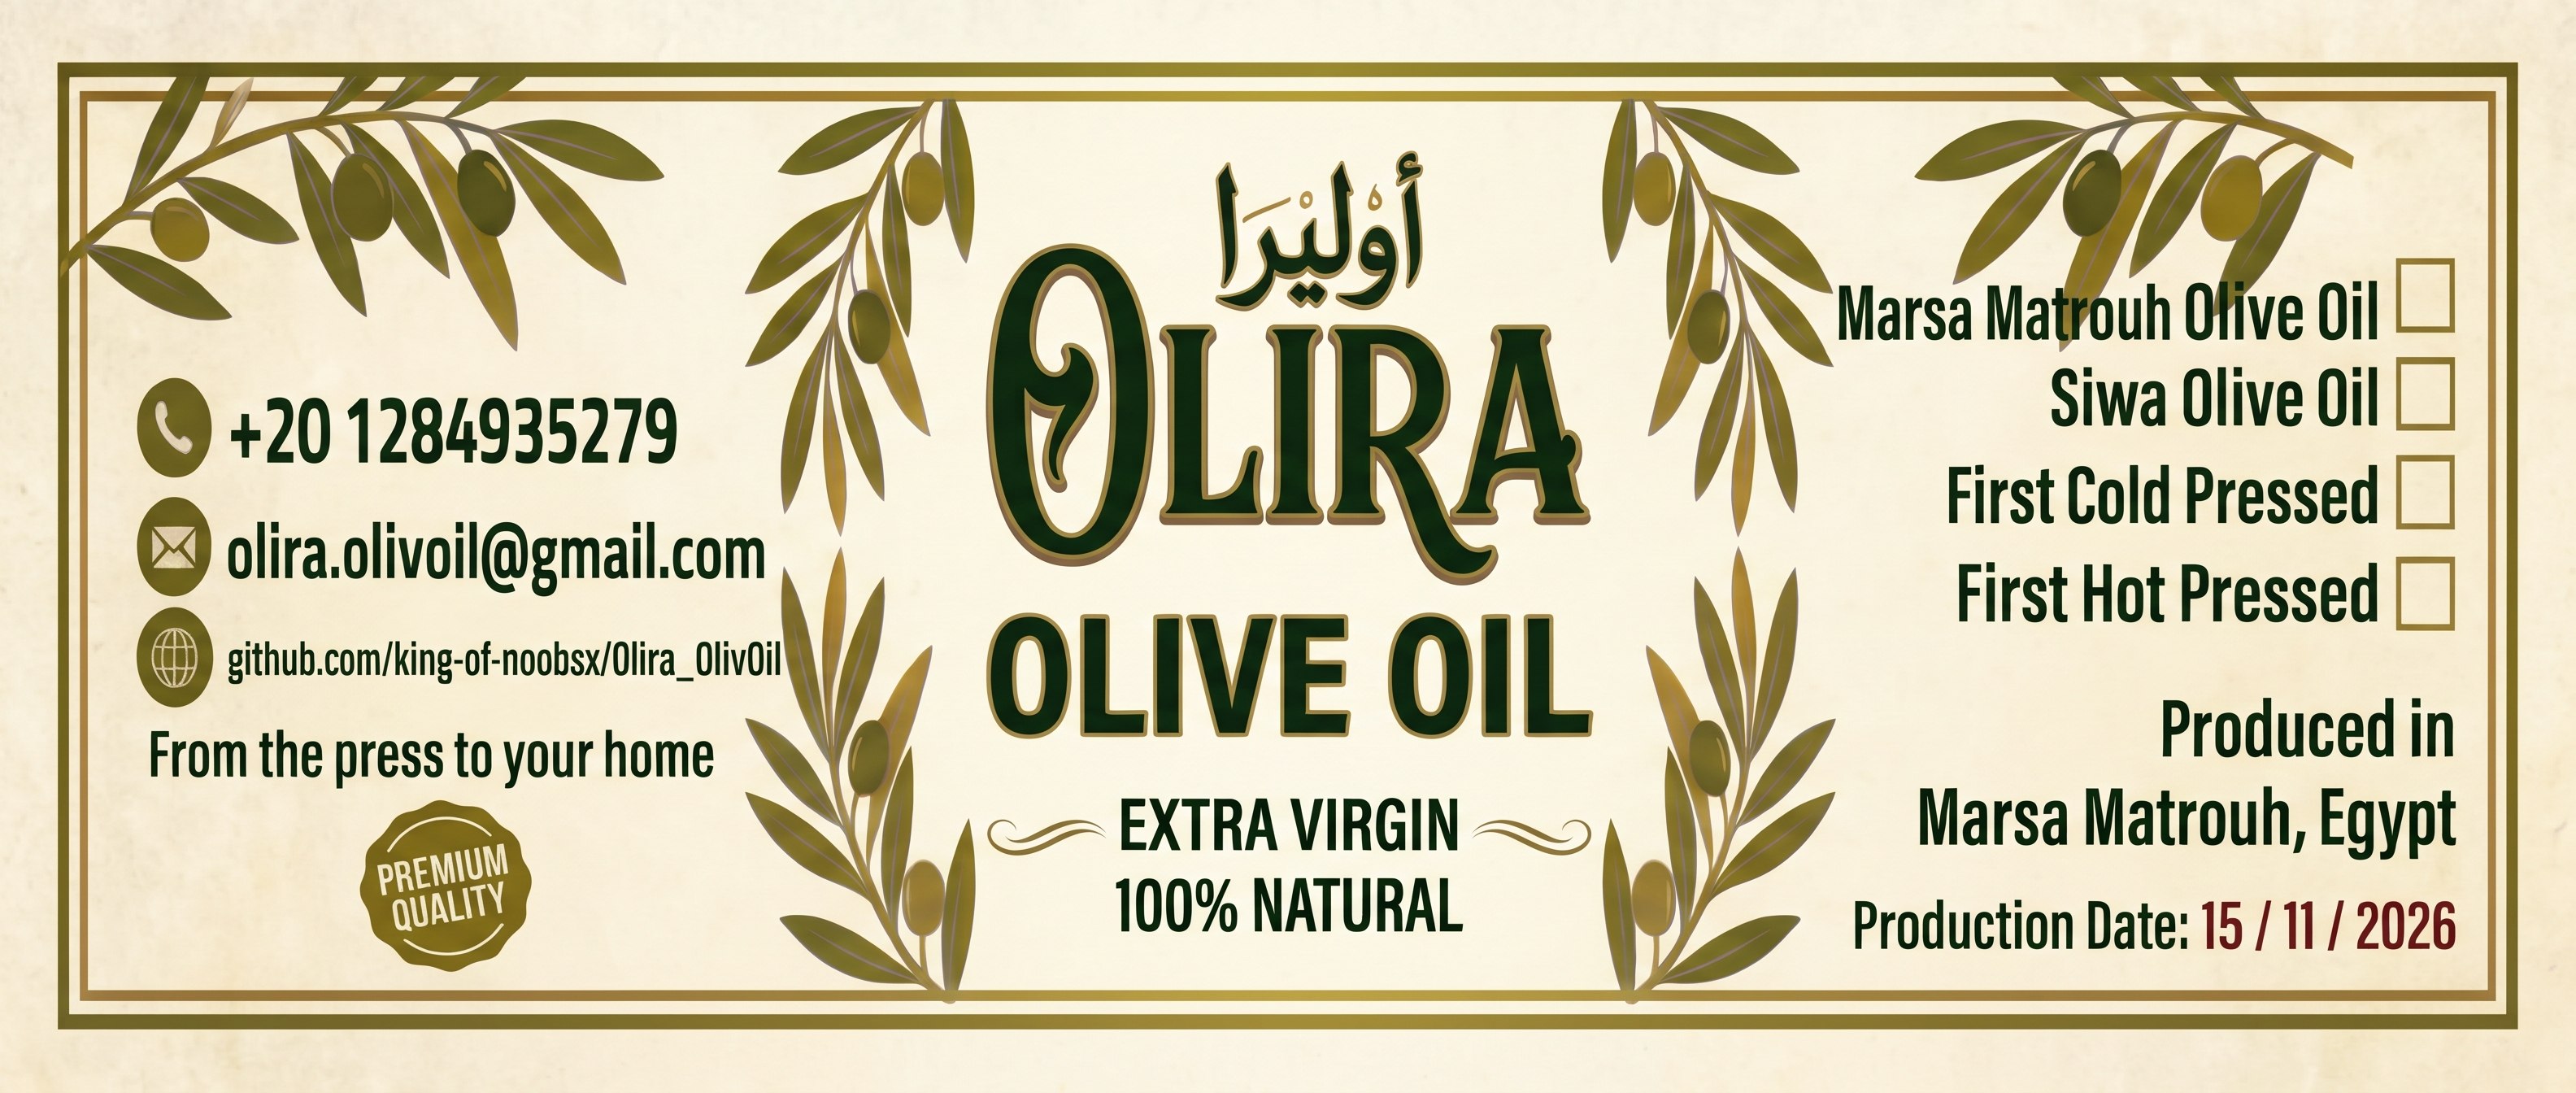 +20 1284935279
olira.olivoil@gmail.com
github.com/king-of-noobsx/Olira_OlivOil
From the press to your home
PREMIUM
QUALITY
أوْليْرَا
OLIRA
OLIVE OIL
EXTRA VIRGIN
100% NATURAL
Marsa Matrouh Olive Oil
Siwa Olive Oil
First Cold Pressed
First Hot Pressed
Produced in
Marsa Matrouh, Egypt
Production Date: 15 / 11 / 2026